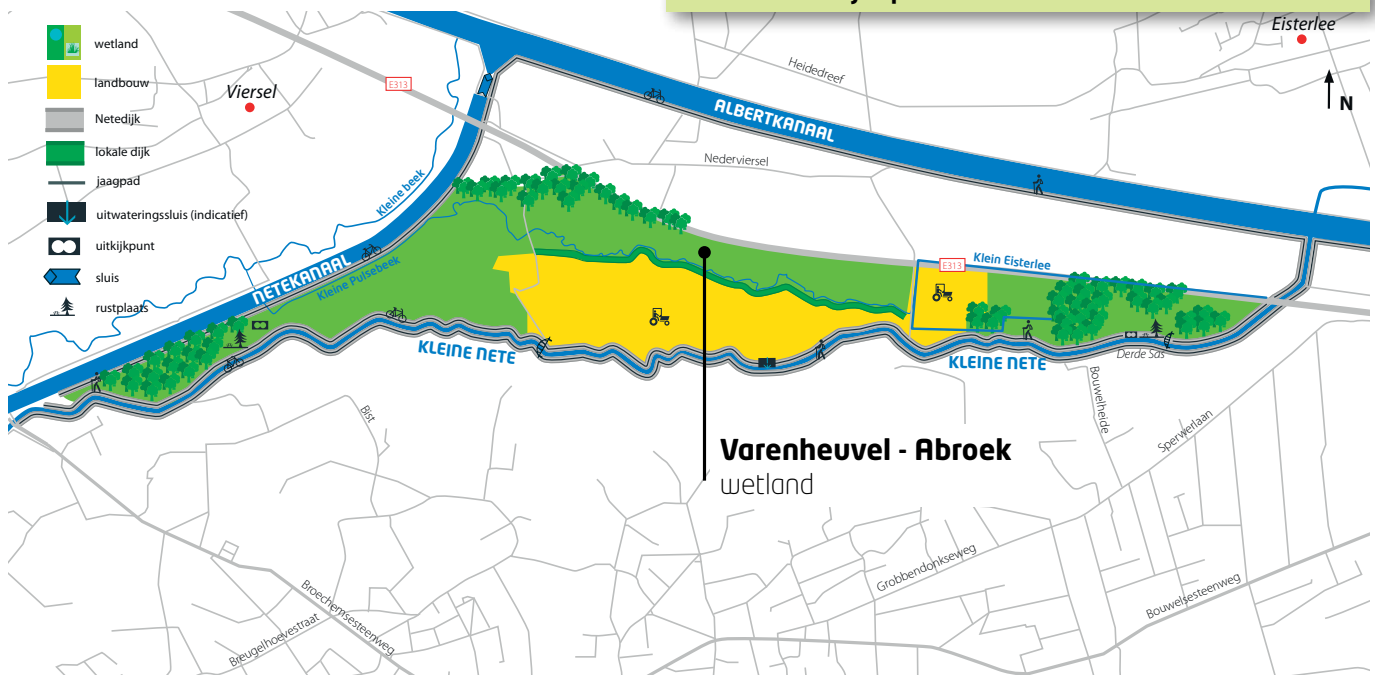 wetland
landbouw
Netedijk
lokale dijk
jaagpad
uitwateringssluis (indicatief)
uitkijkpunt
sluis
rustplaats
Viersel
E313
Eisterlee
N
Heidedreef
ALBERTKANAAL
Nederviersel
Kleine beek
NETEKANAAL
Kleine Pulsebeek
Klein Eisterlee
E313
KLEINE NETE
KLEINE NETE
Derde Sas
Bist
Bouwelheide
Sperwerlaan
Varenheuvel - Abroek
wetland
Grobbendonkseweg
Bouwelsesteenweg
Broechemsesteenweg
Breugelhoevestraat